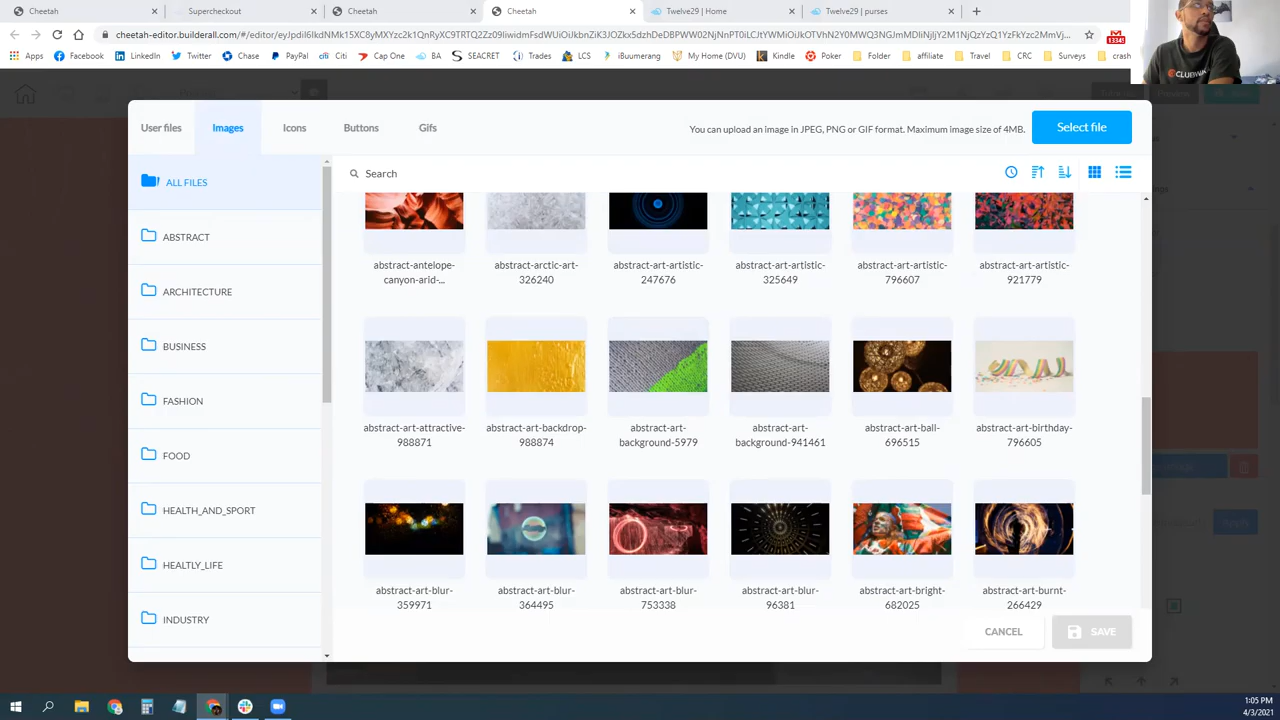 Cheetah
Supercheckout
Cheetah
Cheetah
Twelve29 | Home
Twelve29 | purses
Apps
Facebook
LinkedIn
Twitter
Chase
PayPal
Citi
Cap One
BA
SEACRET
Trades
LCS
iBuumerang
My Home (DVU)
Kindle
Poker
Folder
affiliate
Travel
CRC
Surveys
crash
13345
CLUBWA
User files
Images
Icons
Buttons
Gifs
You can upload an image in JPEG, PNG or GIF format. Maximum image size of 4MB.
Select file
ALL FILES
ABSTRACT
ARCHITECTURE
BUSINESS
FASHION
FOOD
HEALTH_AND_SPORT
HEALTLY_LIFE
INDUSTRY
Search
abstract-antelope-
canyon-arid-...
abstract-arctic-art-
326240
abstract-art-artistic-
247676
abstract-art-artistic-
325649
abstract-art-artistic-
796607
abstract-art-artistic-
921779
abstract-art-attractive-
988871
abstract-art-backdrop-
988874
abstract-art-
background-5979
abstract-art-
background-941461
abstract-art-ball-
696515
abstract-art-birthday-
796605
abstract-art-blur-
359971
abstract-art-blur-
364495
abstract-art-blur-
753338
abstract-art-blur-
96381
abstract-art-bright-
682025
abstract-art-burnt-
266429
CANCEL
SAVE
1:05 PM
4/3/2021